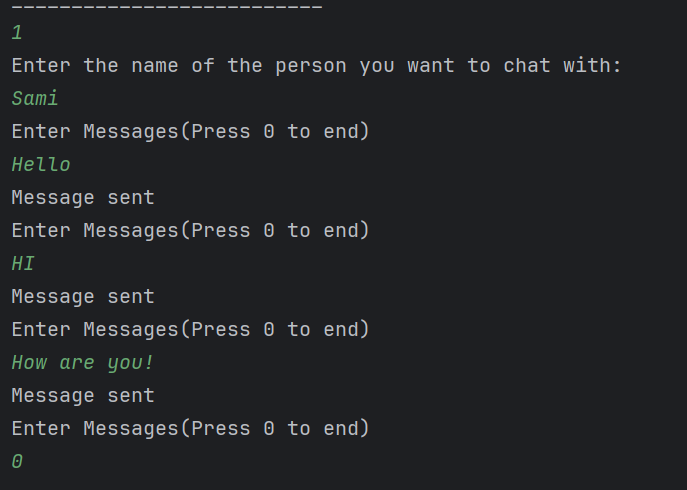 --------------------------
1
Enter the name of the person you want to chat with:
Sami
Enter Messages(Press 0 to end)
Hello
Message sent
Enter Messages(Press 0 to end)
HI
Message sent
Enter Messages(Press 0 to end)
How are you!
Message sent
Enter Messages(Press 0 to end)
0